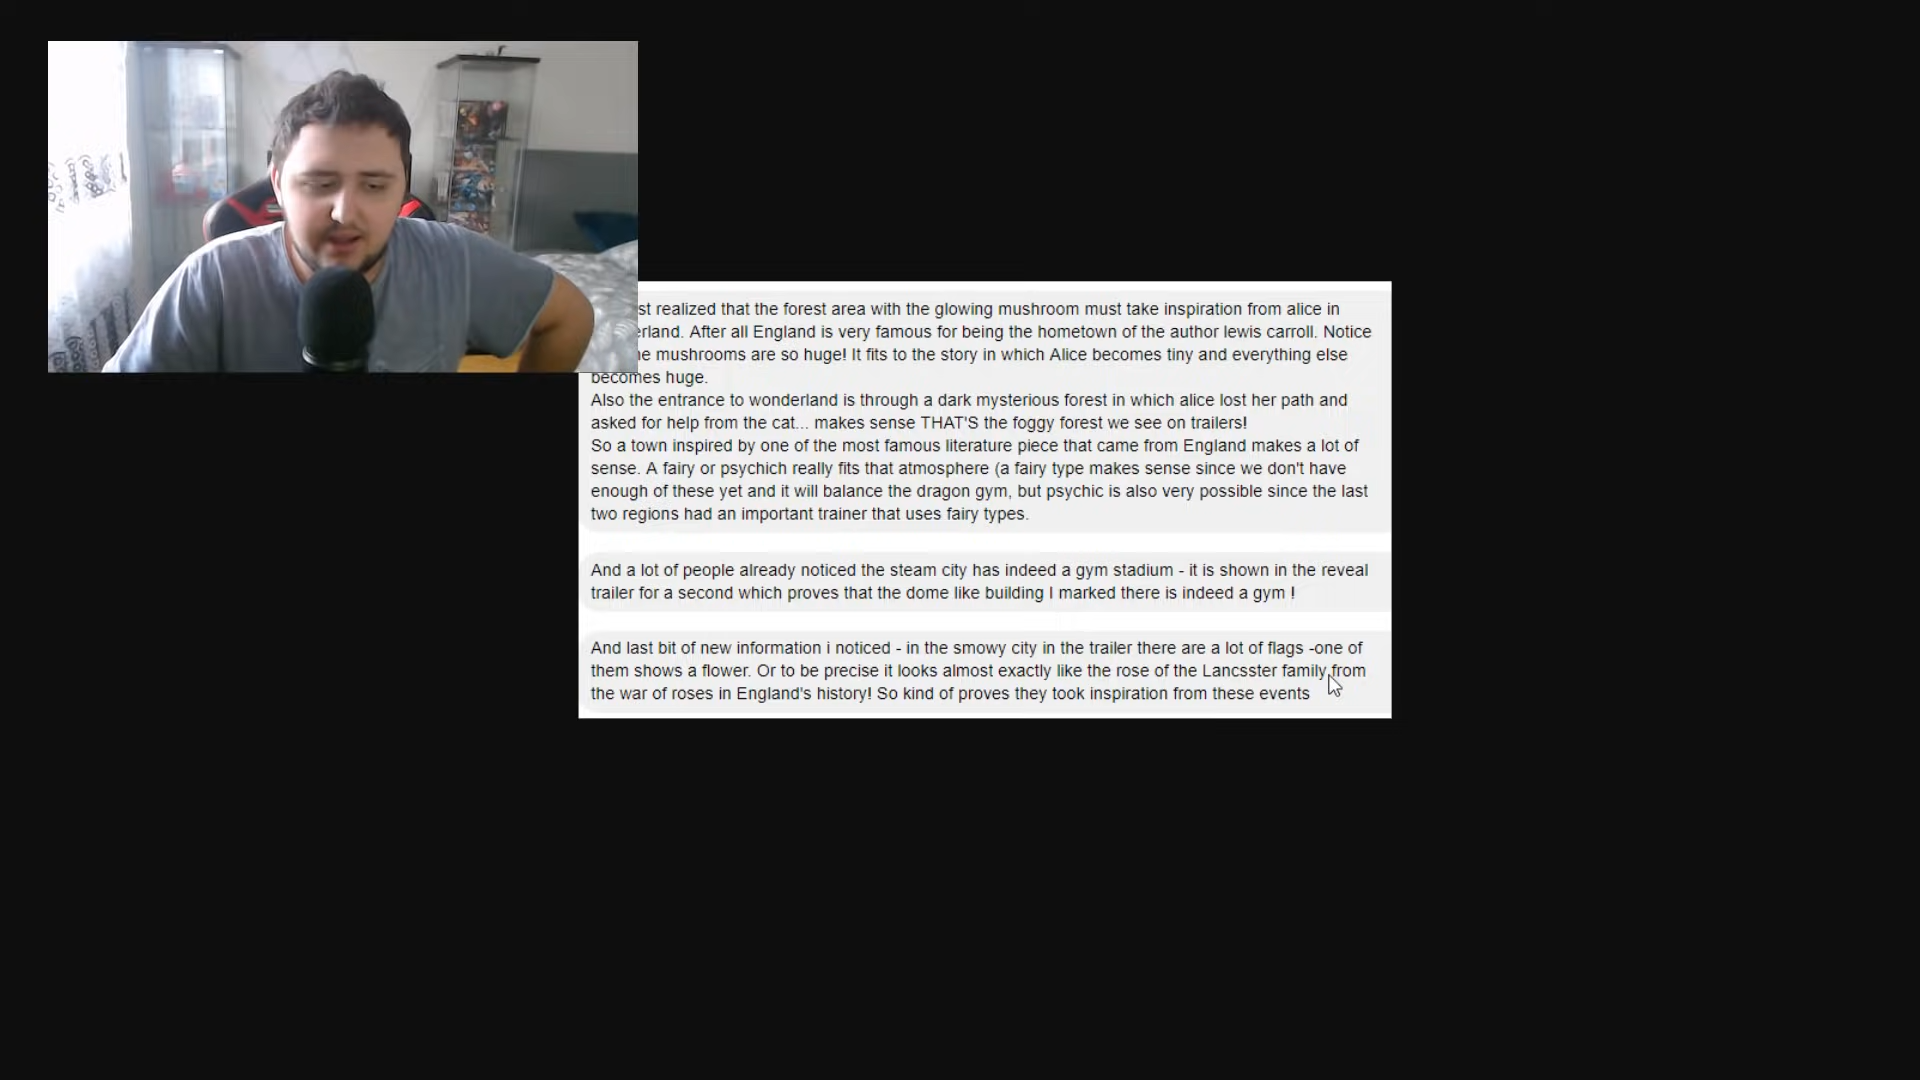 realized that the forest area with the glowing mushroom must take inspiration from alice in
After all England is very famous for being the hometown of the author lewis carroll. Notice
mushrooms are so huge! It fits to the story in which Alice becomes tiny and everything else
becomes huge.
Also the entrance to wonderland is through a dark mysterious forest in which alice lost her path and
asked for help from the cat... makes sense THAT'S the foggy forest we see on trailers!
So a town inspired by one of the most famous literature piece that came from England makes a lot of
sense. A fairy or psychich really fits that atmosphere (a fairy type makes sense since we don't have
enough of these yet and it will balance the dragon gym, but psychic is also very possible since the last
two regions had an important trainer that uses fairy types.
And a lot of people already noticed the steam city has indeed a gym stadium - it is shown in the reveal
trailer for a second which proves that the dome like building I marked there is indeed a gym !
And last bit of new information i noticed - in the smowy city in the trailer there are a lot of flags -one of
them shows a flower. Or to be precise it looks almost exactly like the rose of the Lancsster family from
the war of roses in England's history! So kind of proves they took inspiration from these events